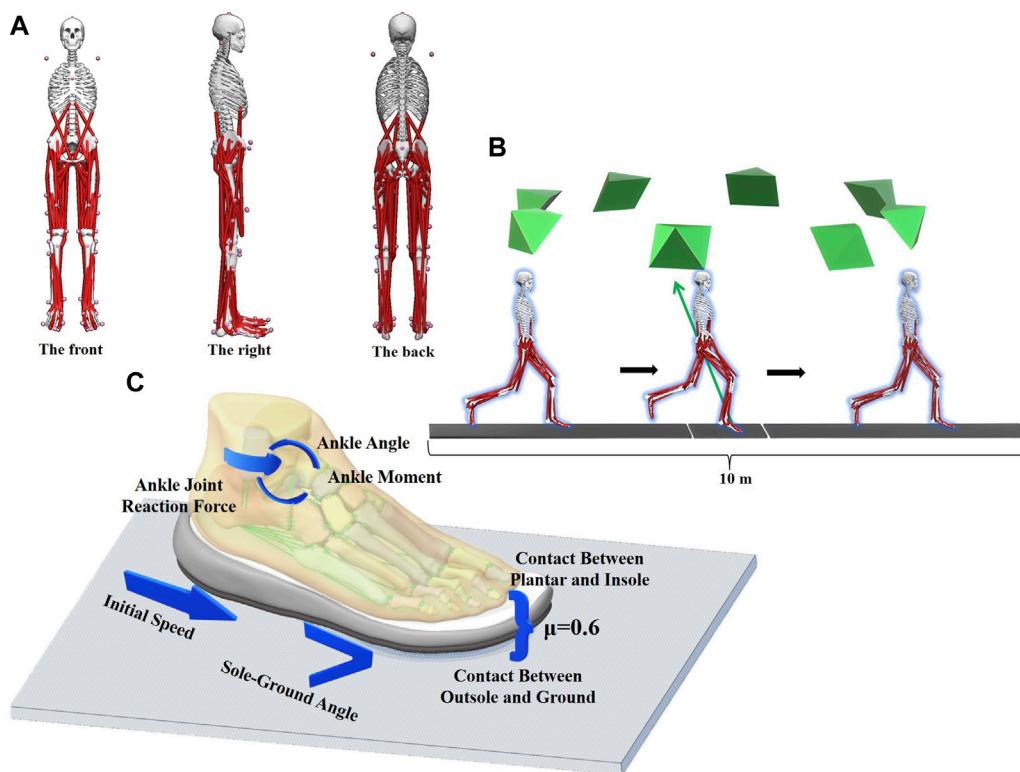 A
The front
The right
The back
B
10 m
C
Ankle Angle
Ankle Moment
Ankle Joint
Reaction Force
Contact Between
Plantar and Insole
μ=0.6
Initial Speed
Sole-Ground Angle
Contact Between
Outsole and Ground